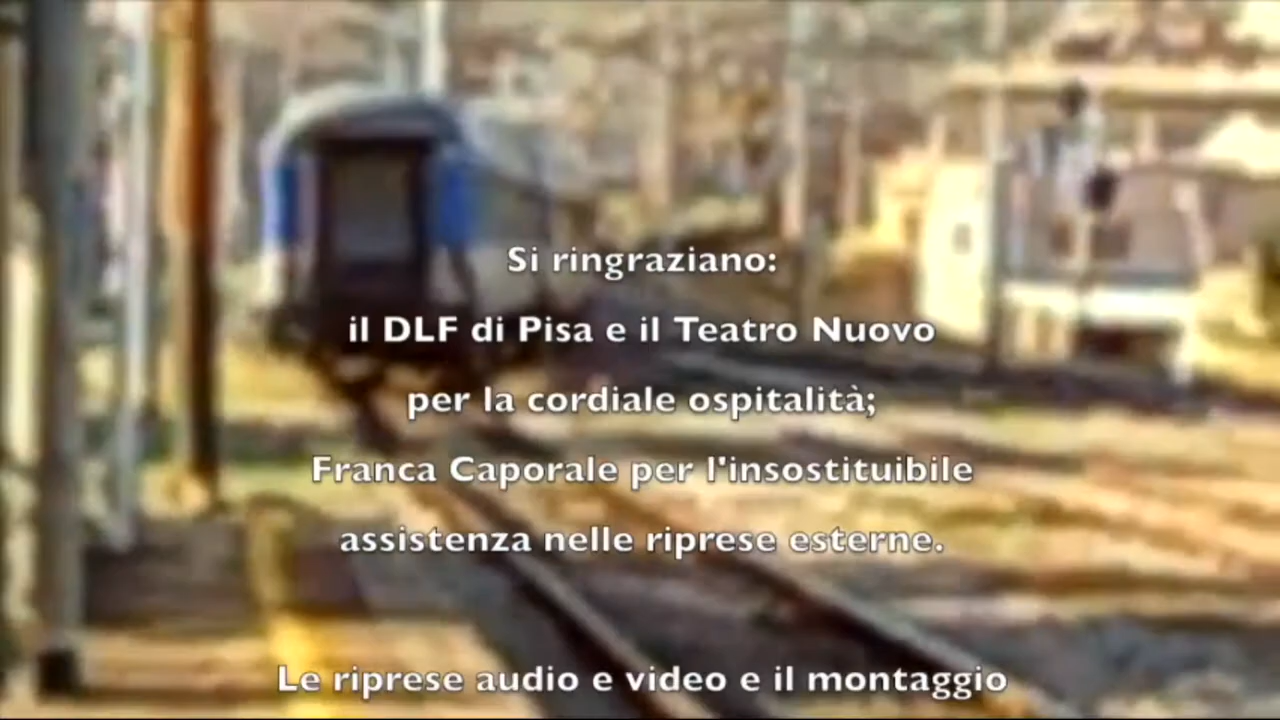 Si ringraziano:
il DLF di Pisa e il Teatro Nuovo
per la cordiale ospitalità;
Franca Caporale per l'insostituibile
assistenza nelle riprese esterne.
Le riprese audio e video e il montaggio